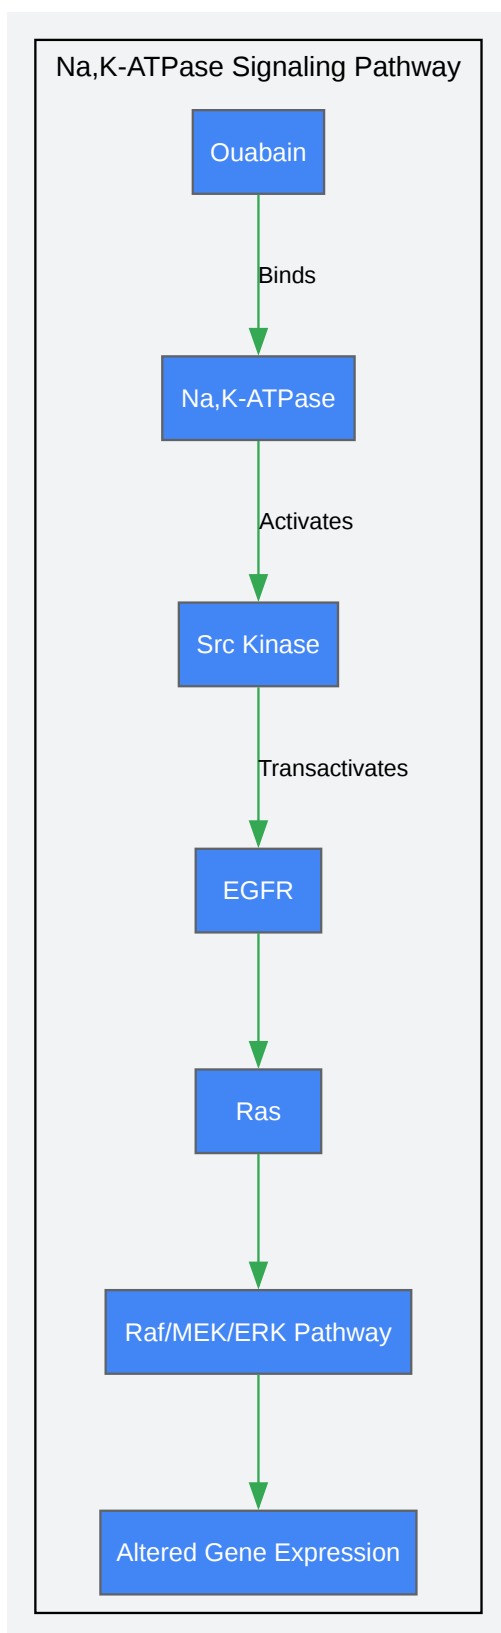 Na,K-ATPase Signaling Pathway
Ouabain
Binds
Na,K-ATPase
Activates
Src Kinase
Transactivates
EGFR
Ras
Raf/MEK/ERK Pathway
Altered Gene Expression